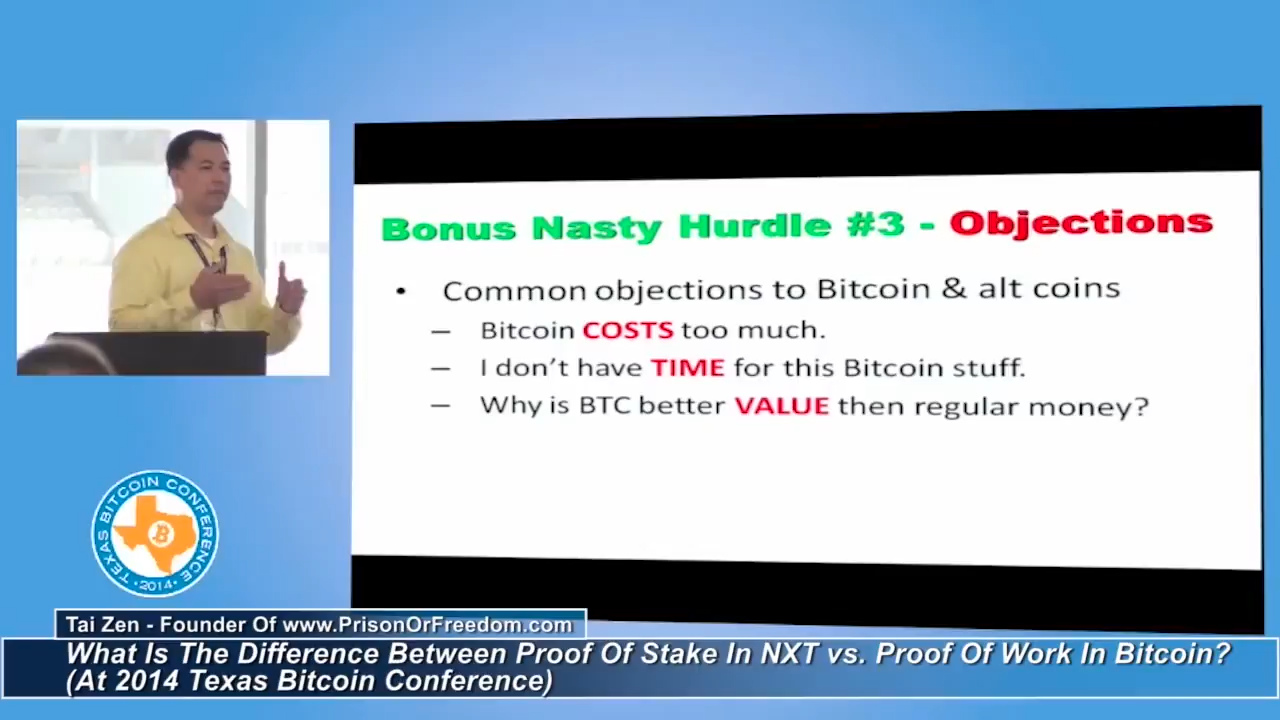 Bonus Nasty Hurdle #3 - Objections
• Common objections to Bitcoin & alt coins
– Bitcoin COSTS too much.
– I don't have TIME for this Bitcoin stuff.
– Why is BTC better VALUE then regular money?
TEXAS BITCOIN CONFERENCE
•2014•
Tai Zen - Founder Of www.PrisonOrFreedom.com
What Is The Difference Between Proof Of Stake In NXT vs. Proof Of Work In Bitcoin?
(At 2014 Texas Bitcoin Conference)